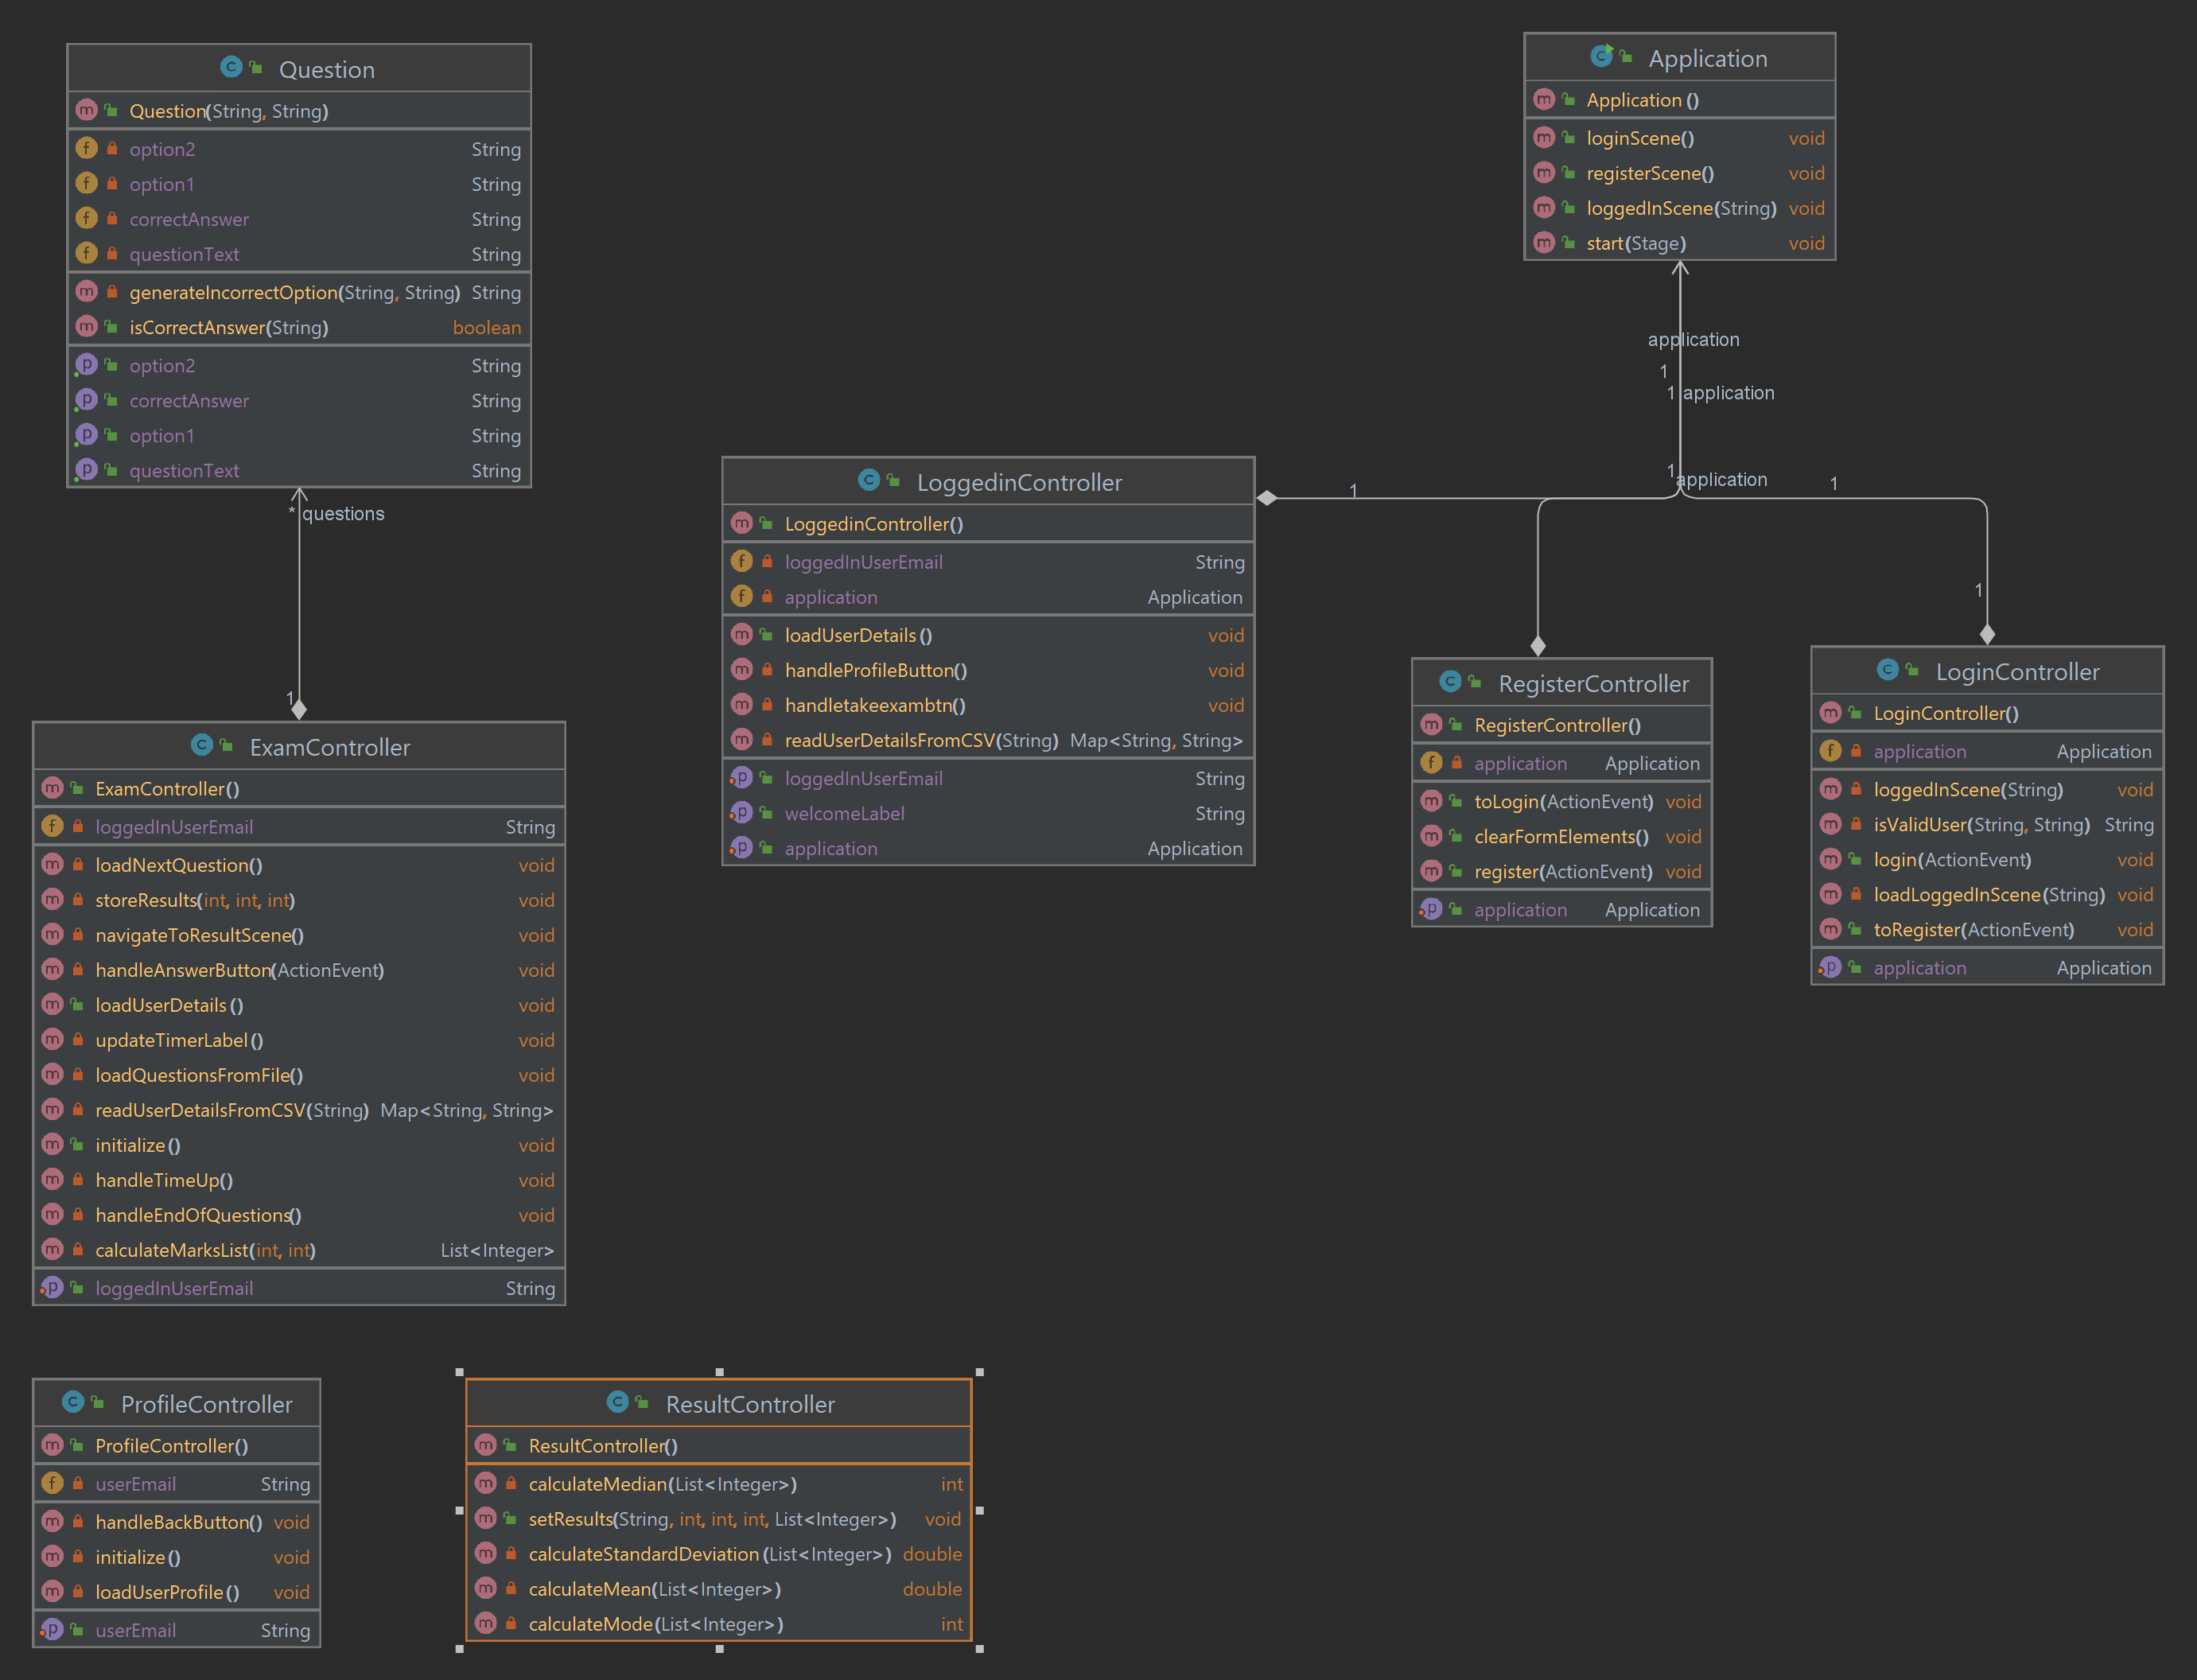 Question
Question(String, String)
option2 String
option1 String
correctAnswer String
questionText String
generateIncorrectOption(String, String) String
isCorrectAnswer(String) boolean
option2 String
correctAnswer String
option1 String
questionText String
* questions
1
ExamController
ExamController()
loggedInUserEmail String
loadNextQuestion() void
storeResults(int, int, int) void
navigateToResultScene() void
handleAnswerButton(ActionEvent) void
loadUserDetails() void
updateTimerLabel() void
loadQuestionsFromFile() void
readUserDetailsFromCSV(String) Map<String, String>
initialize() void
handleTimeUp() void
handleEndOfQuestions() void
calculateMarksList(int, int) List<Integer>
loggedInUserEmail String
Application
Application()
loginScene() void
registerScene() void
loggedInScene(String) void
start(Stage) void
application
1
1 application
1
application
1
1
1
LoggedinController
LoggedinController()
loggedInUserEmail String
application Application
loadUserDetails() void
handleProfileButton() void
handletakeexambtn() void
readUserDetailsFromCSV(String) Map<String, String>
loggedInUserEmail String
welcomeLabel String
application Application
RegisterController
RegisterController()
application Application
toLogin(ActionEvent) void
clearFormElements() void
register(ActionEvent) void
application Application
LoginController
LoginController()
application Application
loggedInScene(String) void
isValidUser(String, String) String
login(ActionEvent) void
loadLoggedInScene(String) void
toRegister(ActionEvent) void
application Application
ProfileController
ProfileController()
userEmail String
handleBackButton() void
initialize() void
loadUserProfile() void
userEmail String
ResultController
ResultController()
calculateMedian(List<Integer>) int
setResults(String, int, int, int, List<Integer>) void
calculateStandardDeviation(List<Integer>) double
calculateMean(List<Integer>) double
calculateMode(List<Integer>) int